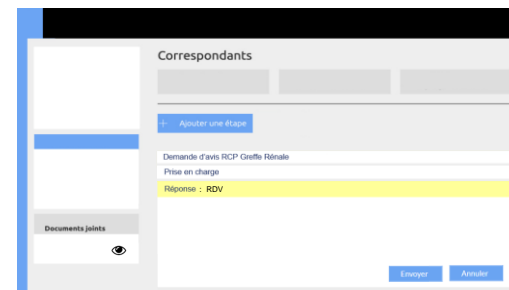 Correspondants
+ Ajouter une étape
Demande d'avis RCP Greffe Rénale
Prise en charge
Réponse : RDV
Documents joints
Envoyer Annuler